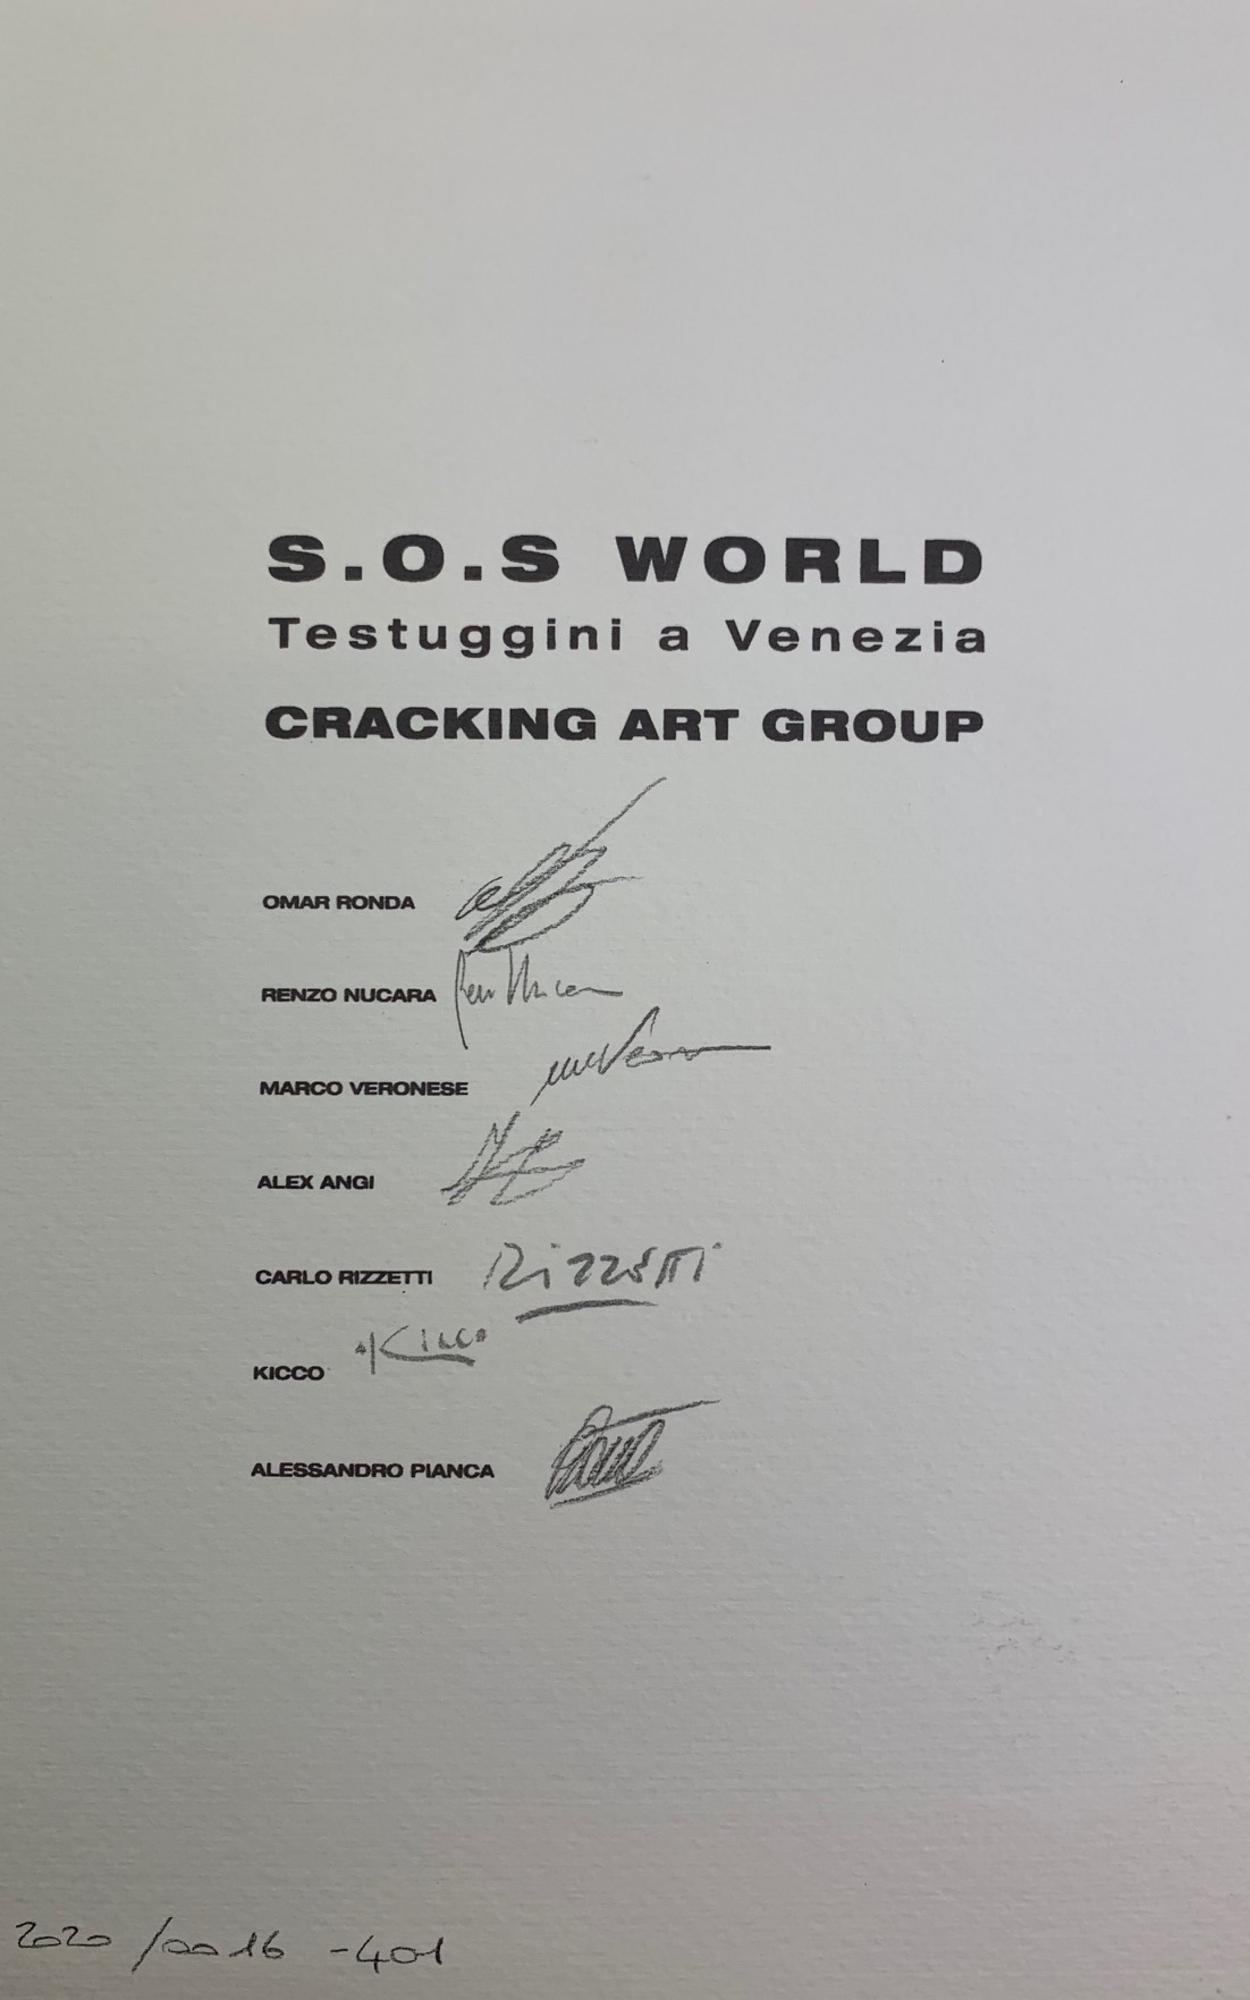 S.O.S WORLD
Testuggini a Venezia
CRACKING ART GROUP
OMAR RONDA
RENZO NUCARA
MARCO VERONESE
ALEX ANGI
CARLO RIZZETTI Rizzetti
KICCO Kicco
ALESSANDRO PIANCA
2020 /0016 -401